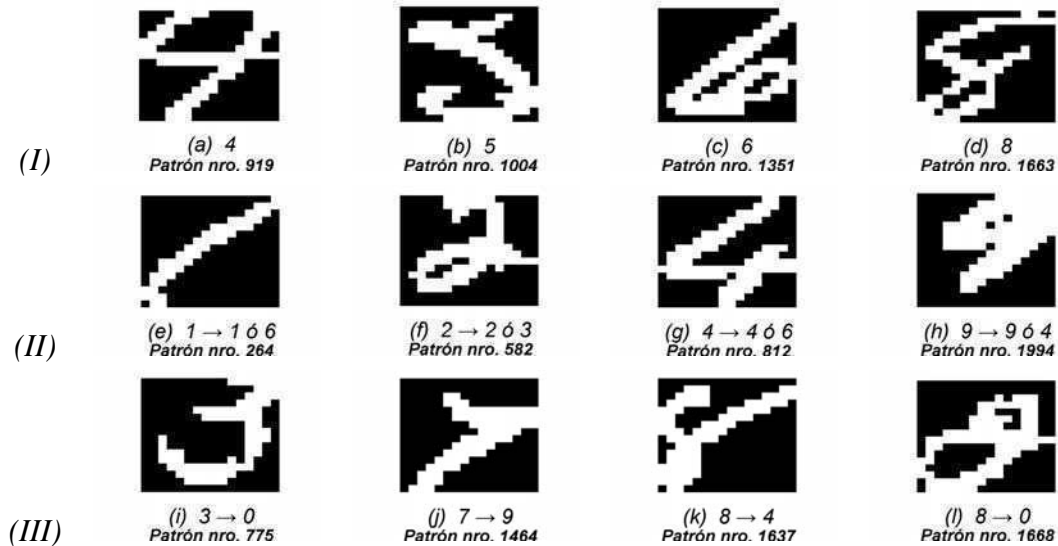 (I)
(a) 4 (b) 5 (c) 6 (d) 8
Patrón nro. 919 Patrón nro. 1004 Patrón nro. 1351 Patrón nro. 1663
(II)
(e) 1 → 1 ó 6 (f) 2 → 2 ó 3 (g) 4 → 4 ó 6 (h) 9 → 9 ó 4
Patrón nro. 264 Patrón nro. 582 Patrón nro. 812 Patrón nro. 1994
(III)
(i) 3 → 0 (j) 7 → 9 (k) 8 → 4 (l) 8 → 0
Patrón nro. 775 Patrón nro. 1464 Patrón nro. 1637 Patrón nro. 1668